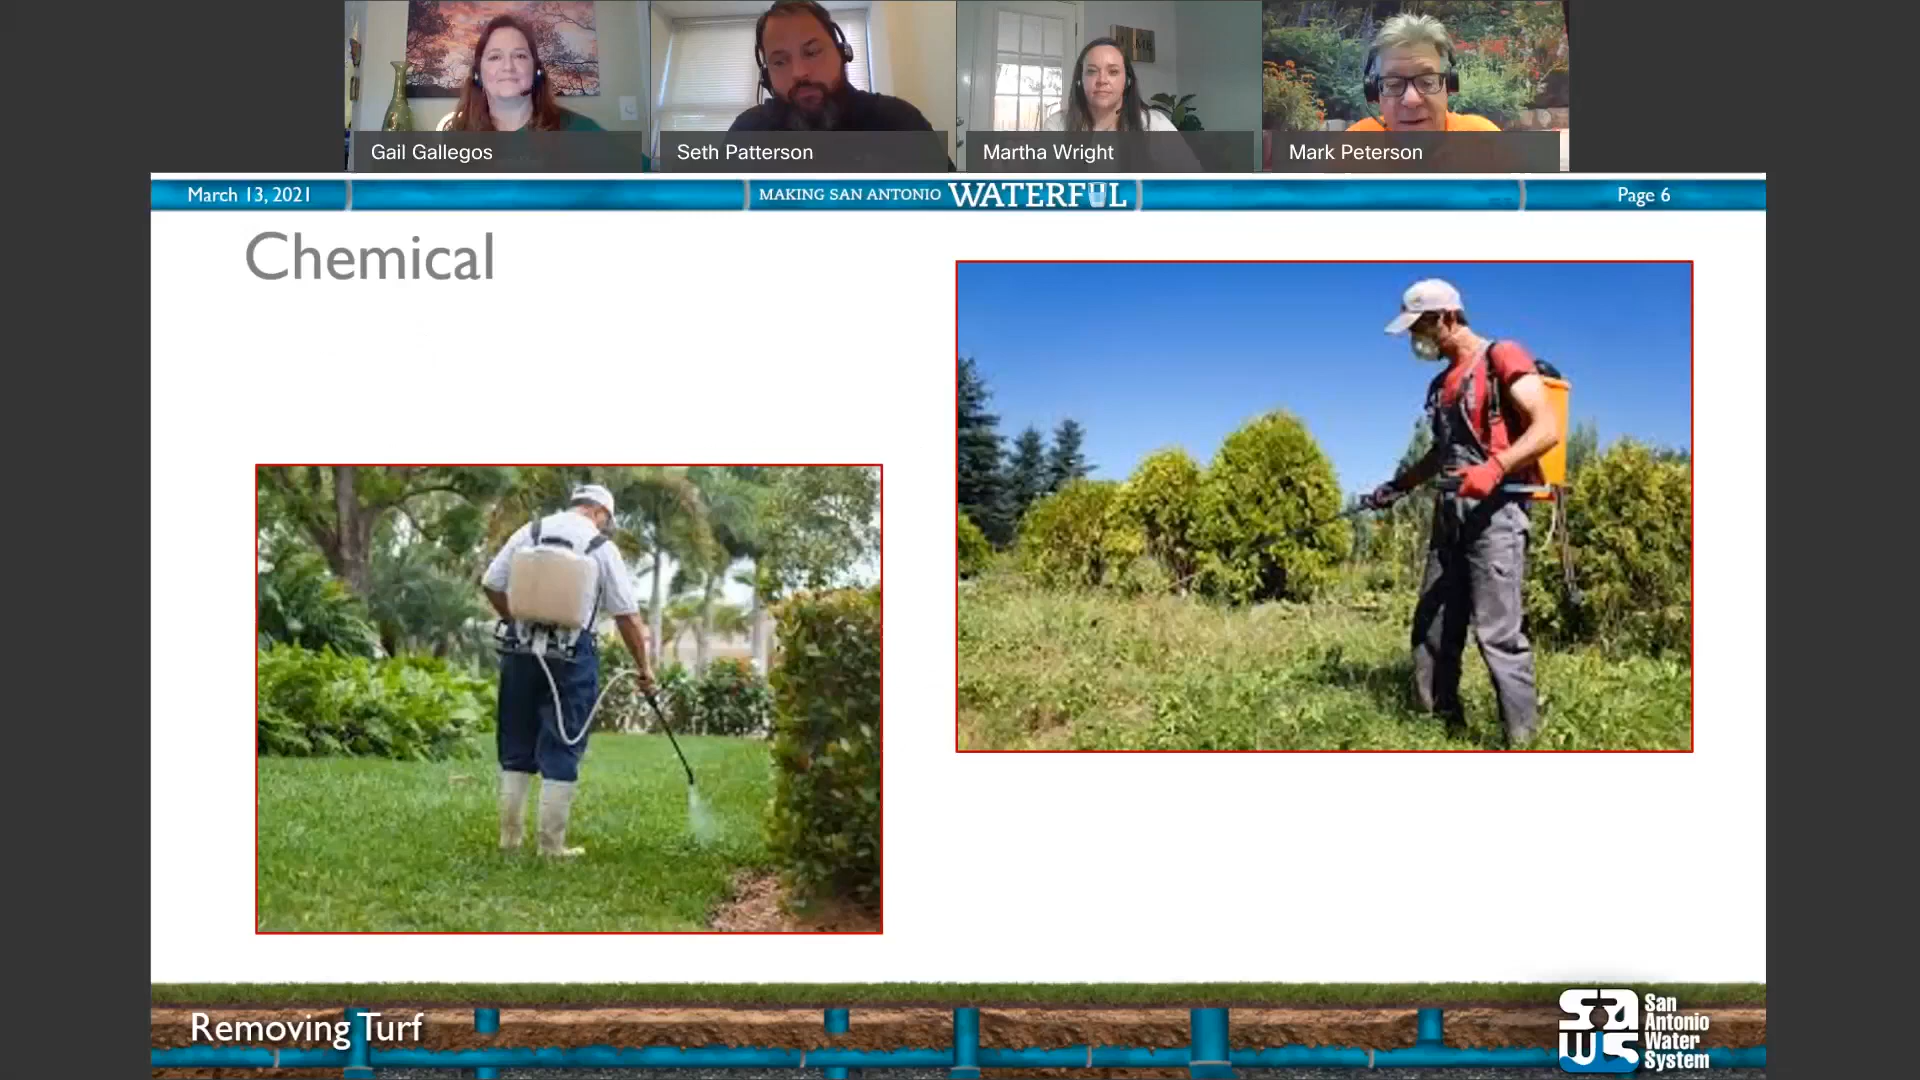 Gail Gallegos
Seth Patterson
Martha Wright
Mark Peterson
March 13, 2021
MAKING SAN ANTONIO WATERFUL
Page 6
Chemical
Removing Turf
SAWS
San
Antonio
Water
System